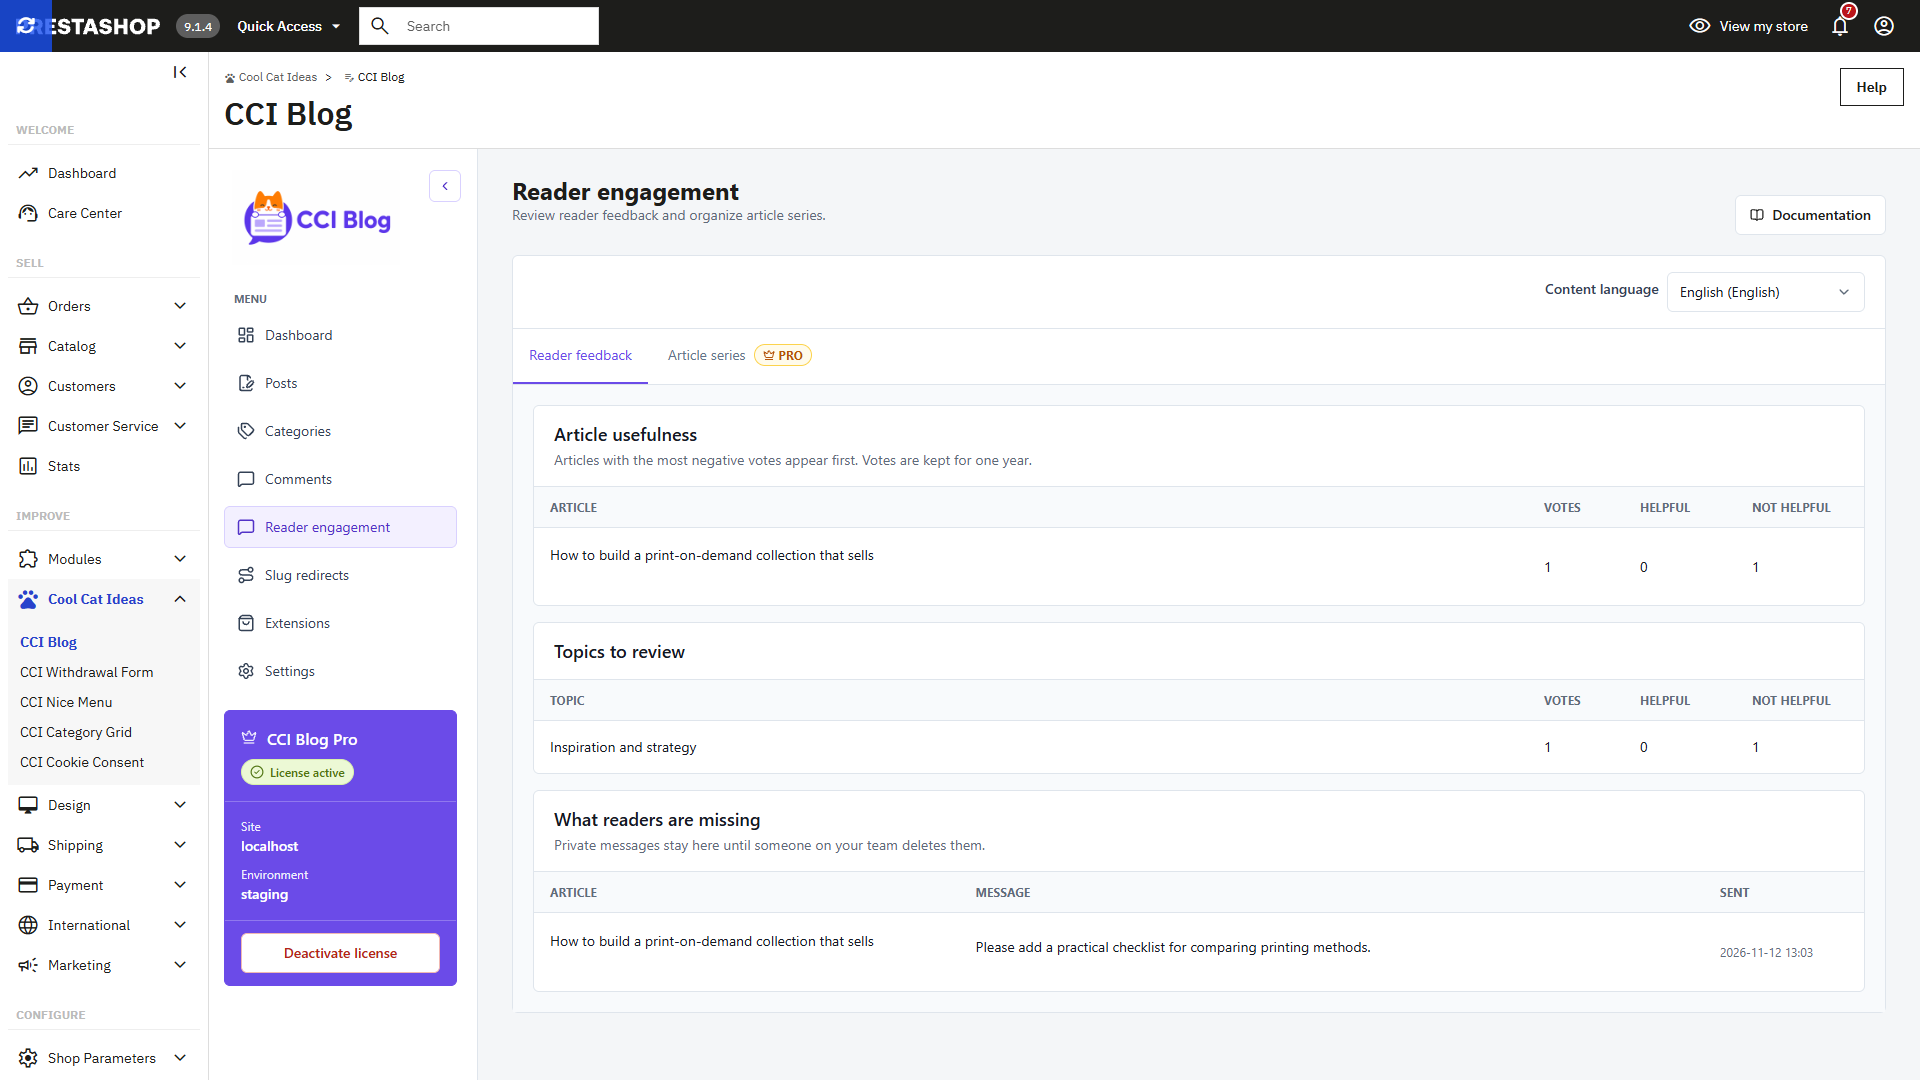 PRESTASHOP
9.1.4
Quick Access
Search
View my store
7
Cool Cat Ideas > CCI Blog
CCI Blog
Help
WELCOME
Dashboard
Care Center
SELL
Orders
Catalog
Customers
Customer Service
Stats
IMPROVE
Modules
Cool Cat Ideas
CCI Blog
CCI Withdrawal Form
CCI Nice Menu
CCI Category Grid
CCI Cookie Consent
Design
Shipping
Payment
International
Marketing
CONFIGURE
Shop Parameters
CCI Blog
MENU
Dashboard
Posts
Categories
Comments
Reader engagement
Slug redirects
Extensions
Settings
CCI Blog Pro
License active
Site
localhost
Environment
staging
Deactivate license
Reader engagement
Review reader feedback and organize article series.
Documentation
Content language English (English)
Reader feedback Article series PRO
Article usefulness
Articles with the most negative votes appear first. Votes are kept for one year.
ARTICLE VOTES HELPFUL NOT HELPFUL
How to build a print-on-demand collection that sells 1 0 1
Topics to review
TOPIC VOTES HELPFUL NOT HELPFUL
Inspiration and strategy 1 0 1
What readers are missing
Private messages stay here until someone on your team deletes them.
ARTICLE MESSAGE SENT
How to build a print-on-demand collection that sells Please add a practical checklist for comparing printing methods. 2026-11-12 13:03